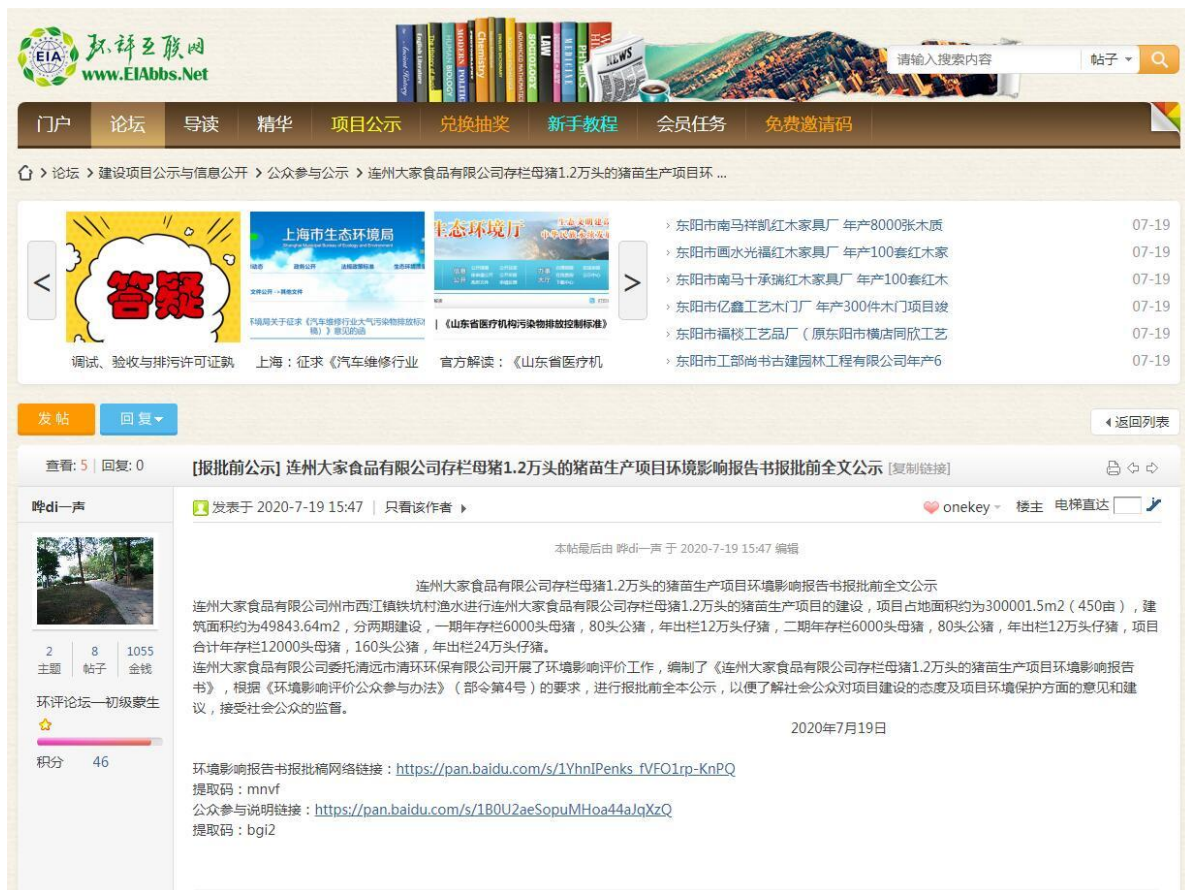 EIA
环评互联网
www.EIAbbs.Net
Chemistry
LAW
NEWS
请输入搜索内容
帖子
门户
论坛
导读
精华
项目公示
兑换抽奖
新手教程
会员任务
免费邀请码
论坛 > 建设项目公示与信息公开 > 公众参与公示 > 连州大家食品有限公司存栏母猪1.2万头的猪苗生产项目环 ...
答疑
调试、验收与排污许可证孰
上海市生态环境局
上海：征求《汽车维修行业
生态环境厅
| 《山东省医疗机构污染物排放控制标准》
官方解读：《山东省医疗机
东阳市南马祥凯红木家具厂 年产8000张木质 07-19
东阳市画水光福红木家具厂 年产100套红木家 07-19
东阳市南马十承瑞红木家具厂 年产100套红木 07-19
东阳市亿鑫工艺木门厂 年产300件木门项目竣 07-19
东阳市福棪工艺品厂（原东阳市横店同欣工艺 07-19
东阳市工部尚书古建园林工程有限公司年产6 07-19
发帖
回复
返回列表
查看: 5 | 回复: 0
[报批前公示] 连州大家食品有限公司存栏母猪1.2万头的猪苗生产项目环境影响报告书报批前全文公示 [复制链接]
哗di一声
发表于 2020-7-19 15:47 | 只看该作者
onekey
楼主
电梯直达
2 8 1055
主题 帖子 金钱
环评论坛—初级蒙生
积分 46
本帖最后由 哗di一声 于 2020-7-19 15:47 编辑
连州大家食品有限公司存栏母猪1.2万头的猪苗生产项目环境影响报告书报批前全文公示
连州大家食品有限公司州市西江镇铁坑村渔水进行连州大家食品有限公司存栏母猪1.2万头的猪苗生产项目的建设，项目占地面积约为300001.5m2（450亩），建
筑面积约为49843.64m2，分两期建设，一期年存栏6000头母猪，80头公猪，年出栏12万头仔猪，二期年存栏6000头母猪，80头公猪，年出栏12万头仔猪，项目
合计年存栏12000头母猪，160头公猪，年出栏24万头仔猪。
连州大家食品有限公司委托清远市清环环保有限公司开展了环境影响评价工作，编制了《连州大家食品有限公司存栏母猪1.2万头的猪苗生产项目环境影响报告
书》，根据《环境影响评价公众参与办法》（部令第4号）的要求，进行报批前全本公示，以便了解社会公众对项目建设的态度及项目环境保护方面的意见和建
议，接受社会公众的监督。
2020年7月19日
环境影响报告书报批稿网络链接：https://pan.baidu.com/s/1YhnIPenks_fVFO1rp-KnPQ
提取码：mnvf
公众参与说明链接：https://pan.baidu.com/s/1B0U2aeSopuMHoa44aJqXzQ
提取码：bgi2